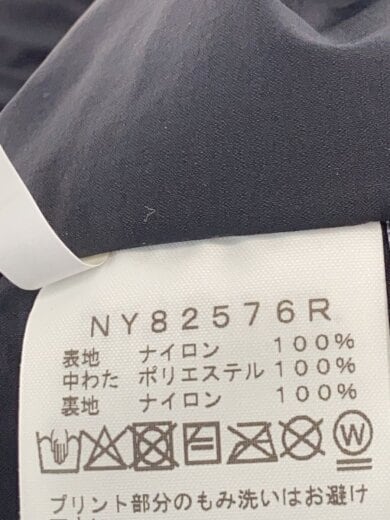 NY82576R
表地 ナイロン 100%
中わた ポリエステル 100%
裏地 ナイロン 100%
W
プリント部分のもみ洗いはお避け